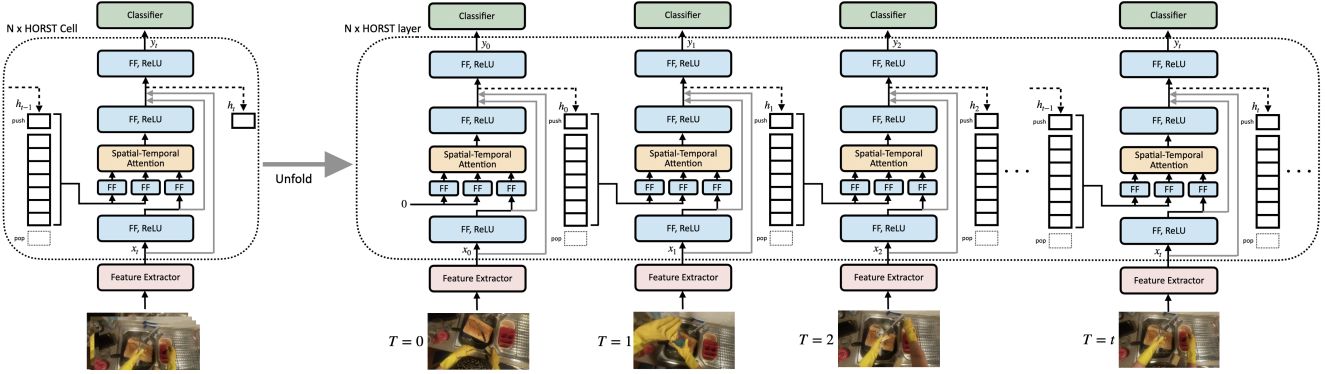 Classifier Classifier Classifier Classifier Classifier
N x HORST Cell N x HORST layer
y_t y_0 y_1 y_2 y_t
FF, ReLU FF, ReLU FF, ReLU FF, ReLU FF, ReLU
h_{t-1} h_t h_0 h_1 h_2 h_{t-1} h_t
push push push push push push
FF, ReLU FF, ReLU FF, ReLU FF, ReLU FF, ReLU
Spatial-Temporal Spatial-Temporal Spatial-Temporal Spatial-Temporal Spatial-Temporal
Attention Attention Attention Attention Attention
Unfold
FF FF FF FF FF FF FF FF FF FF FF FF FF FF FF
0
FF, ReLU FF, ReLU FF, ReLU FF, ReLU FF, ReLU
pop pop pop pop pop pop
x_t x_0 x_1 x_2 x_t
Feature Extractor Feature Extractor Feature Extractor Feature Extractor Feature Extractor
T = 0 T = 1 T = 2 T = t